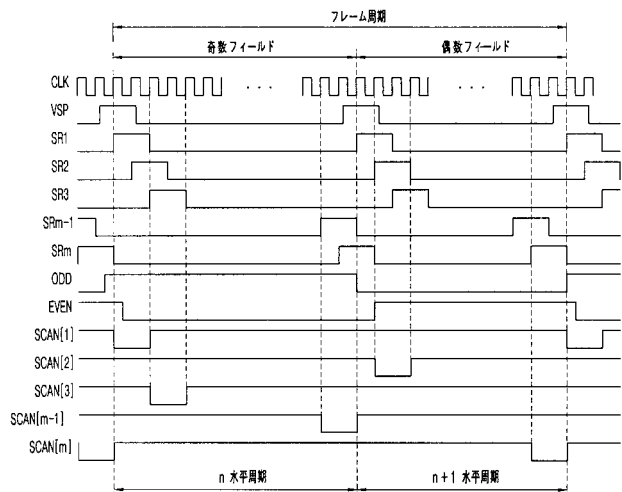 フレーム周期
奇数フィールド
偶数フィールド
CLK
· · ·
· · ·
VSP
SR1
SR2
SR3
SRm-1
SRm
ODD
EVEN
SCAN[1]
SCAN[2]
SCAN[3]
SCAN[m-1]
SCAN[m]
n 水平周期
n+1 水平周期